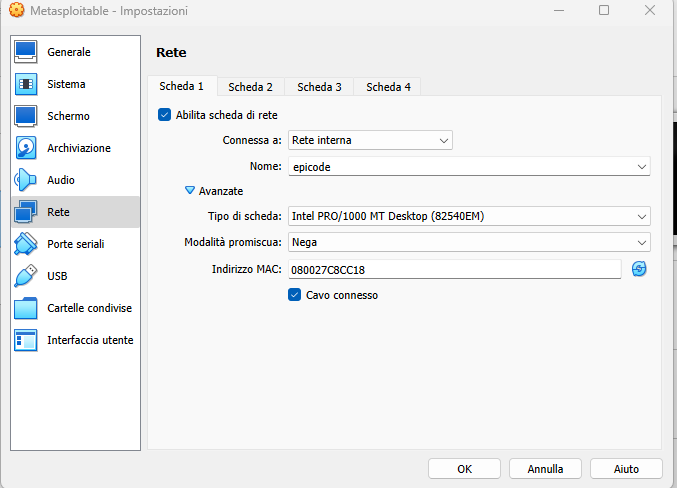 Metasploitable - Impostazioni
Generale
Sistema
Schermo
Archiviazione
Audio
Rete
Porte seriali
USB
Cartelle condivise
Interfaccia utente
Rete
Scheda 1 Scheda 2 Scheda 3 Scheda 4
Abilita scheda di rete
Connessa a: Rete interna
Nome: epicode
Avanzate
Tipo di scheda: Intel PRO/1000 MT Desktop (82540EM)
Modalità promiscua: Nega
Indirizzo MAC: 080027C8CC18
Cavo connesso
OK Annulla Aiuto